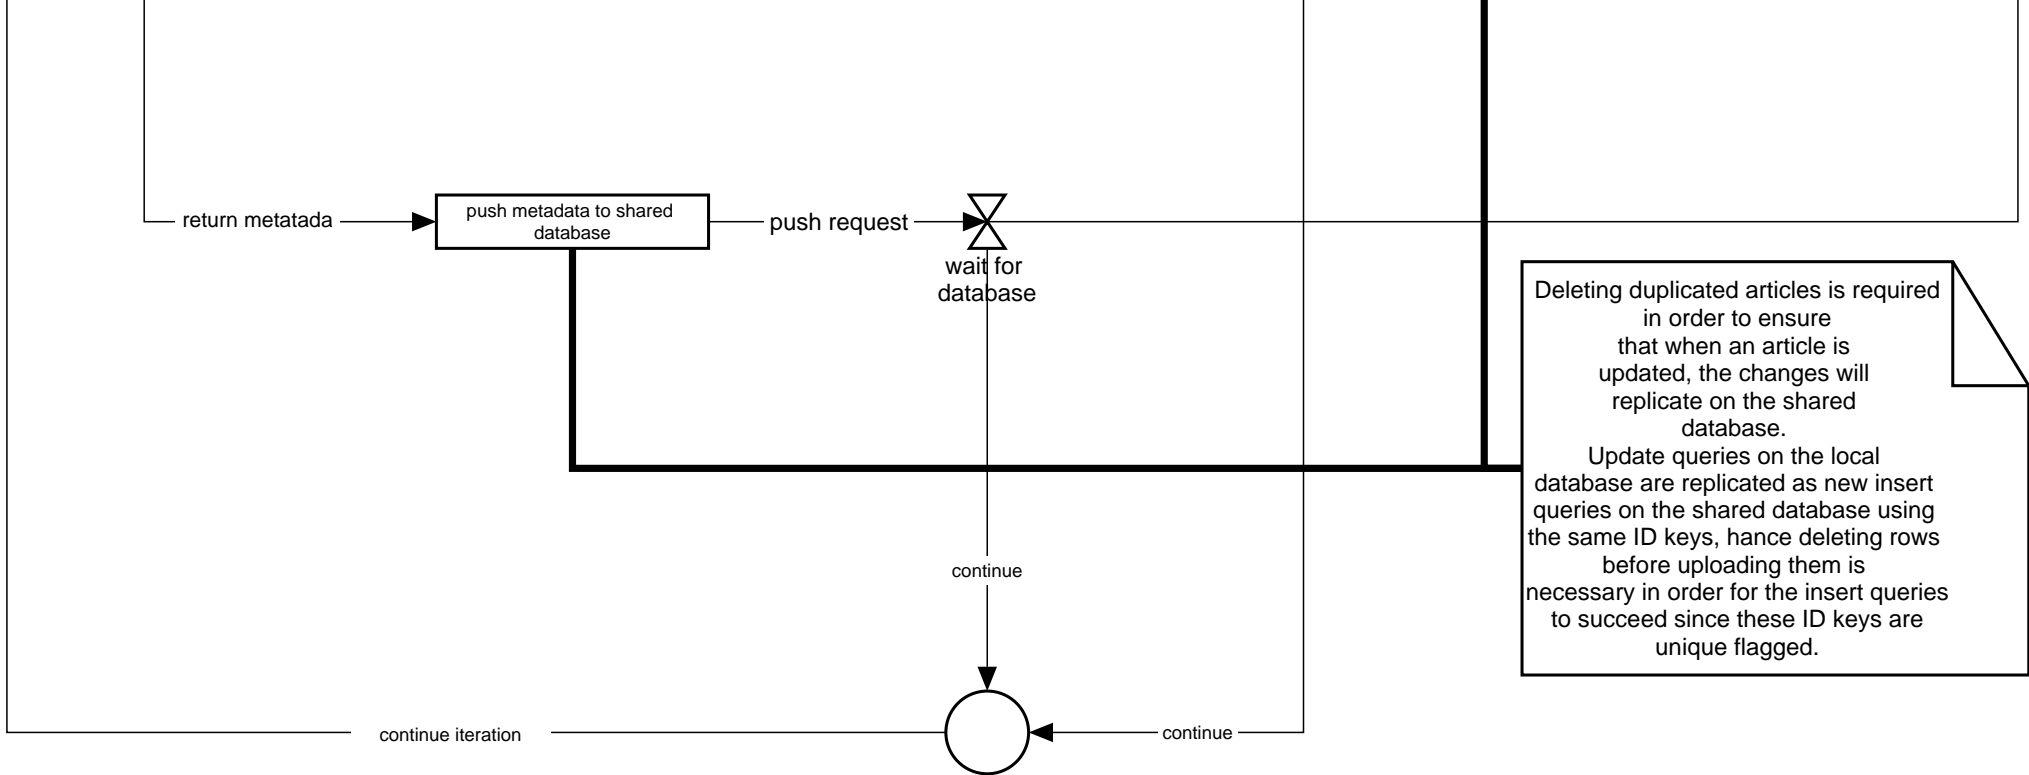 return metatada
push metadata to shared
database
push request
wait for
database
Deleting duplicated articles is required
in order to ensure
that when an article is
updated, the changes will
replicate on the shared
database.
Update queries on the local
database are replicated as new insert
queries on the shared database using
the same ID keys, hance deleting rows
before uploading them is
necessary in order for the insert queries
to succeed since these ID keys are
unique flagged.
continue
continue iteration
continue